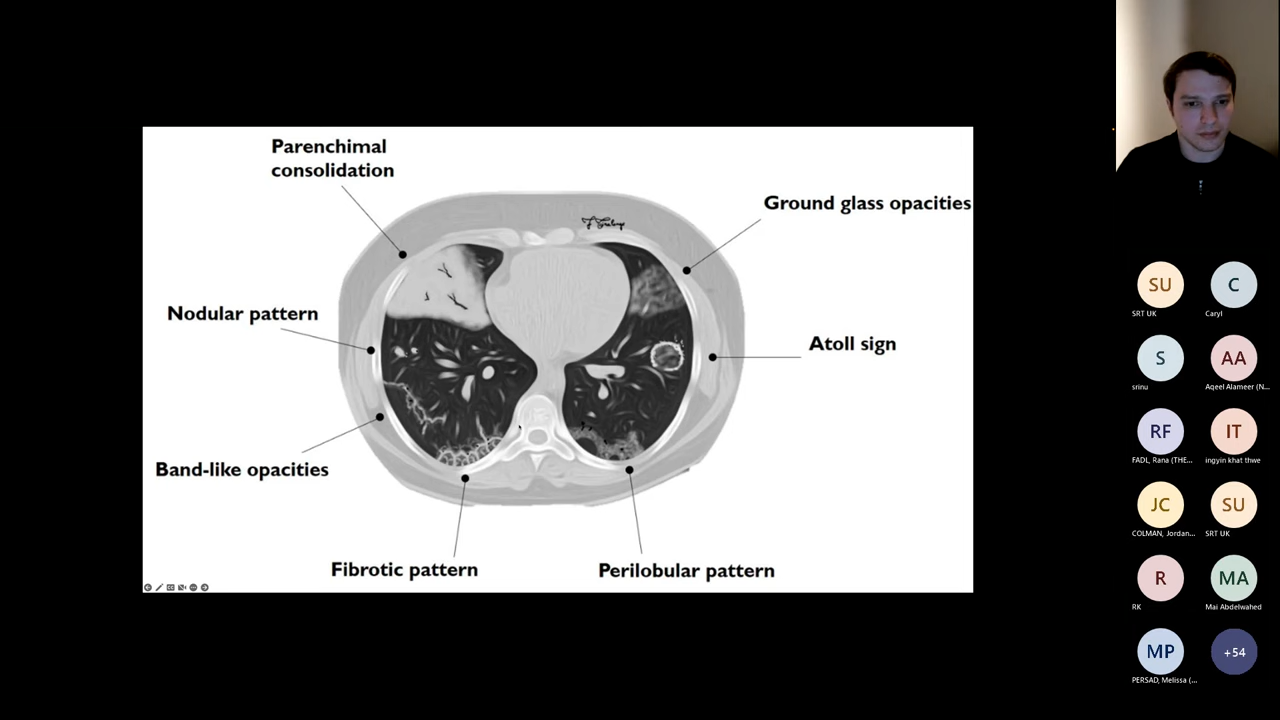 Parenchimal
consolidation
Ground glass opacities
Nodular pattern
Atoll sign
Band-like opacities
Fibrotic pattern
Perilobular pattern
SU
C
SRT UK
Caryl
S
AA
srinu
Aqeel Alameer (N...
RF
IT
FADL, Rana (THE...
ingyin khat thwe
JC
SU
COLMAN, Jordan...
SRT UK
R
MA
RK
Mai Abdelwahed
MP
+54
PERSAD, Melissa (...